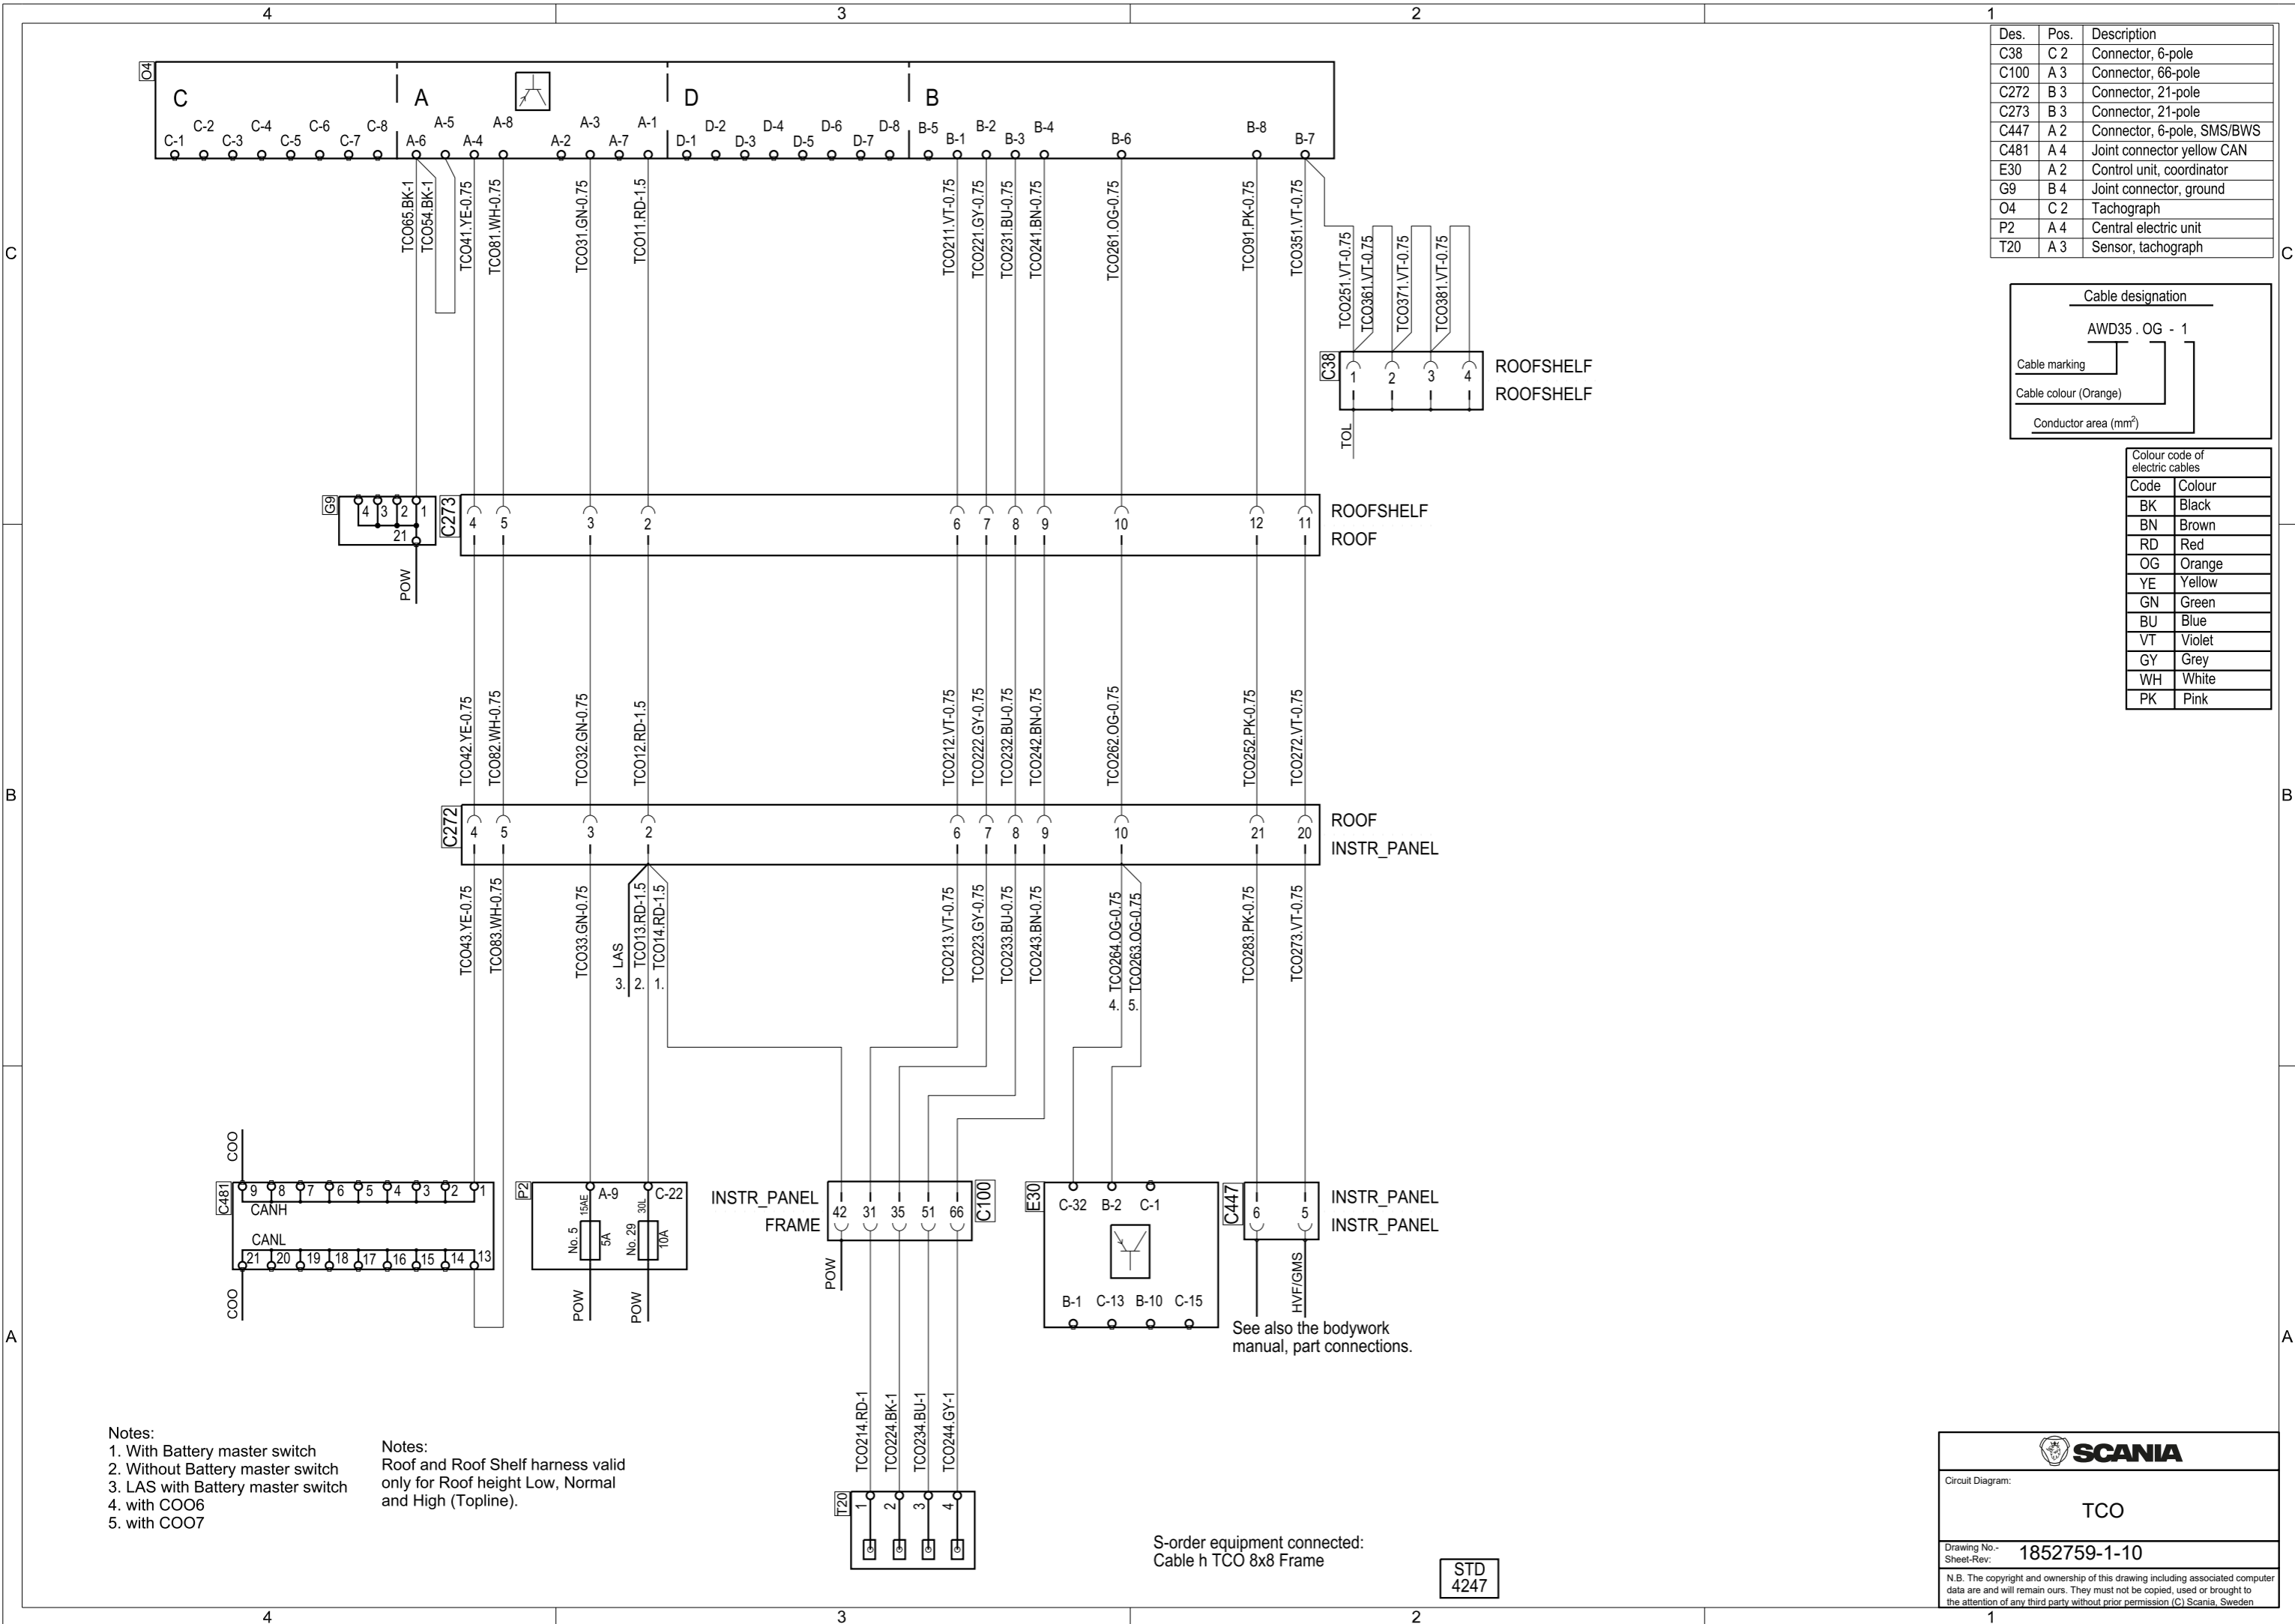 4 3 2 1
Des. Pos. Description
C38 C 2 Connector, 6-pole
C100 A 3 Connector, 66-pole
C272 B 3 Connector, 21-pole
C273 B 3 Connector, 21-pole
C447 A 2 Connector, 6-pole, SMS/BWS
C481 A 4 Joint connector yellow CAN
E30 A 2 Control unit, coordinator
G9 B 4 Joint connector, ground
O4 C 2 Tachograph
P2 A 4 Central electric unit
T20 A 3 Sensor, tachograph
O4
C A D B
C-1 C-2 C-3 C-4 C-5 C-6 C-7 C-8 A-6 A-5 A-4 A-8 A-2 A-3 A-7 A-1 D-1 D-2 D-3 D-4 D-5 D-6 D-7 D-8 B-5 B-1 B-2 B-3 B-4 B-6 B-8 B-7
TCO65.BK-1
TCO54.BK-1
TCO41.YE-0.75
TCO81.WH-0.75
TCO31.GN-0.75
TCO11.RD-1.5
TCO211.VT-0.75
TCO221.GY-0.75
TCO231.BU-0.75
TCO241.BN-0.75
TCO261.OG-0.75
TCO91.PK-0.75
TCO351.VT-0.75
TCO251.VT-0.75
TCO361.VT-0.75
TCO371.VT-0.75
TCO381.VT-0.75
C C
Cable designation
AWD35 . OG - 1
Cable marking
Cable colour (Orange)
Conductor area (mm²)
C38
1 2 3 4
ROOFSHELF
ROOFSHELF
TOL
Colour code of
electric cables
Code Colour
BK Black
BN Brown
RD Red
OG Orange
YE Yellow
GN Green
BU Blue
VT Violet
GY Grey
WH White
PK Pink
G9
4 3 2 1
21
POW
C273
4 5 3 2 6 7 8 9 10 12 11
ROOFSHELF
ROOF
TCO42.YE-0.75
TCO82.WH-0.75
TCO32.GN-0.75
TCO12.RD-1.5
TCO212.VT-0.75
TCO222.GY-0.75
TCO232.BU-0.75
TCO242.BN-0.75
TCO262.OG-0.75
TCO252.PK-0.75
TCO272.VT-0.75
B B
C272
4 5 3 2 6 7 8 9 10 21 20
ROOF
INSTR_PANEL
TCO43.YE-0.75
TCO83.WH-0.75
TCO33.GN-0.75
3. LAS
2. TCO13.RD-1.5
1. TCO14.RD-1.5
TCO213.VT-0.75
TCO223.GY-0.75
TCO233.BU-0.75
TCO243.BN-0.75
4. TCO264.OG-0.75
5. TCO263.OG-0.75
TCO283.PK-0.75
TCO273.VT-0.75
COO
C481
9 8 7 6 5 4 3 2 1
CANH
CANL
21 20 19 18 17 16 15 14 13
COO
P2
A-9 C-22
15AE 30L
No. 5 5A No. 29 10A
POW POW
INSTR_PANEL
FRAME
42 31 35 51 66
C100
POW
E30
C-32 B-2 C-1
B-1 C-13 B-10 C-15
C447
6 5
INSTR_PANEL
INSTR_PANEL
HVF/GMS
See also the bodywork
manual, part connections.
A A
TCO214.RD-1
TCO224.BK-1
TCO234.BU-1
TCO244.GY-1
T20
1 2 3 4
Notes:
1. With Battery master switch
2. Without Battery master switch
3. LAS with Battery master switch
4. with COO6
5. with COO7
Notes:
Roof and Roof Shelf harness valid
only for Roof height Low, Normal
and High (Topline).
S-order equipment connected:
Cable h TCO 8x8 Frame
STD
4247
SCANIA
Circuit Diagram:
TCO
Drawing No.-
Sheet-Rev: 1852759-1-10
N.B. The copyright and ownership of this drawing including associated computer
data are and will remain ours. They must not be copied, used or brought to
the attention of any third party without prior permission (C) Scania, Sweden
4 3 2 1